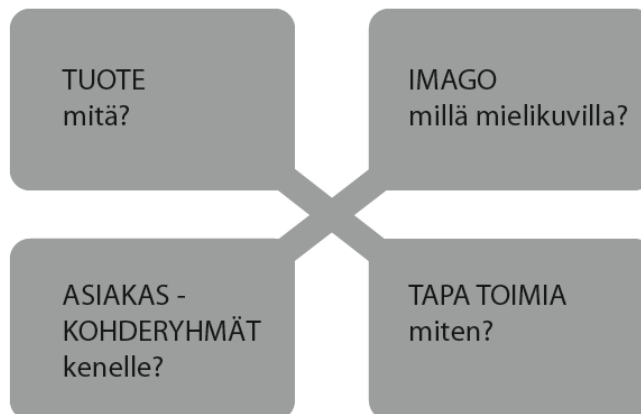 TUOTE
mitä?
IMAGO
millä mielikuvilla?
ASIAKAS -
KOHDERYHMÄT
kenelle?
TAPA TOIMIA
miten?